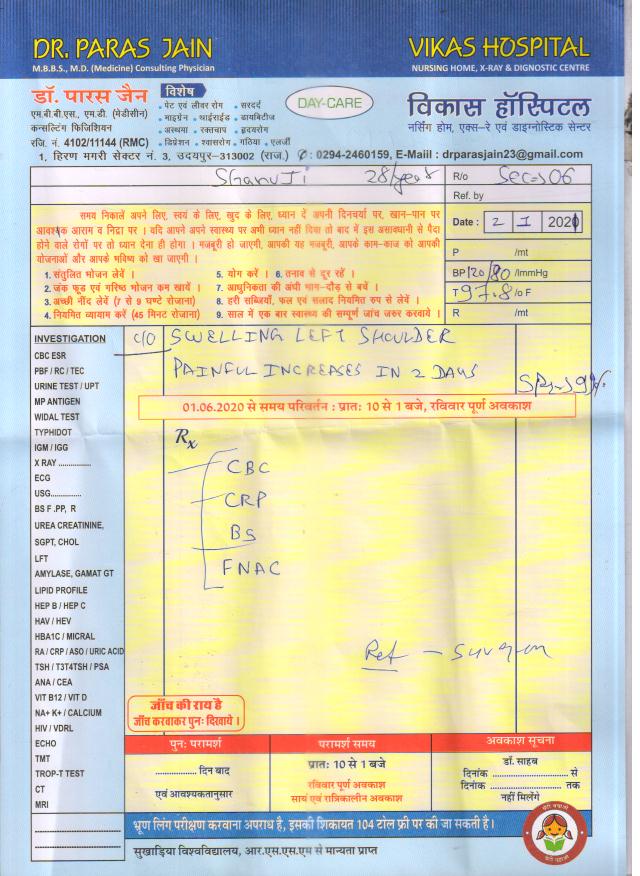 DR. PARAS JAIN
M.B.B.S., M.D. (Medicine) Consulting Physician
VIKAS HOSPITAL
NURSING HOME, X-RAY & DIGNOSTIC CENTRE
डॉ. पारस जैन
एम.बी.बी.एस., एम.डी. (मेडीसीन)
कन्सल्टिंग फिजिशियन
रजि. नं. 4102/11144 (RMC)
विशेष
• पेट एवं लीवर रोग • सरदर्द
• माइग्रेन • थाईराईड • डायबिटीज
• अस्थमा • रक्तचाप • हृदयरोग
• डिप्रेशन • श्वासरोग • गठिया • एलर्जी
DAY-CARE
विकास हॉस्पिटल
नर्सिंग होम, एक्स-रे एवं डाइग्नोस्टिक सेन्टर
1, हिरण मगरी सेक्टर नं. 3, उदयपुर-313002 (राज.) ✆ : 0294-2460159, E-Maiil : drparasjain23@gmail.com
28/year
R/o Sec-06
Ref. by
Date : 2 1 2020
P /mt
BP 120/80 /mmHg
T 97.8/o F
R /mt
समय निकालें अपने लिए, स्वयं के लिए, खुद के लिए, ध्यान दें अपनी दिनचर्या पर, खान-पान पर
आवश्यक आराम व निद्रा पर । यदि आपने अपने स्वास्थ्य पर अभी ध्यान नहीं दिया तो बाद में इस असावधानी से पैदा
होने वाले रोगों पर तो ध्यान देना ही होगा । मजबूरी हो जाएगी, आपकी यह मजबूरी, आपके काम-काज को आपकी
योजनाओं और आपके भविष्य को खा जाएगी ।
1. संतुलित भोजन लेवें । 5. योग करें । 6. तनाव से दूर रहें ।
2. जंक फूड एवं गरिष्ठ भोजन कम खायें । 7. आधुनिकता की अंधी भाग-दौड़ से बचें ।
3. अच्छी नींद लेवें (7 से 9 घण्टे रोजाना) 8. हरी सब्जियाँ, फल एवं सलाद नियमित रुप से लेवें ।
4. नियमित व्यायाम करें (45 मिनट रोजाना) 9. साल में एक बार स्वास्थ्य की सम्पूर्ण जांच जरुर करवाये ।
C/O SWELLING LEFT SHOULDER
PAINFUL INCREASES IN 2 DAYS
01.06.2020 से समय परिवर्तन : प्रातः 10 से 1 बजे, रविवार पूर्ण अवकाश
Rx
CBC
CRP
BS
FNAC
Ref - Surgeon
INVESTIGATION
CBC ESR
PBF / RC / TEC
URINE TEST / UPT
MP ANTIGEN
WIDAL TEST
TYPHIDOT
IGM / IGG
X RAY ..............
ECG
USG..............
BS F .PP, R
UREA CREATININE,
SGPT, CHOL
LFT
AMYLASE, GAMAT GT
LIPID PROFILE
HEP B / HEP C
HAV / HEV
HBA1C / MICRAL
RA / CRP / ASO / URIC ACID
TSH / T3T4TSH / PSA
ANA / CEA
VIT B12 / VIT D
NA+ K+ / CALCIUM
HIV / VDRL
ECHO
TMT
TROP-T TEST
CT
MRI
जाँच की राय है
जाँच करवाकर पुनः दिखाये ।
पुनः परामर्श
.............. दिन बाद
एवं आवश्यकतानुसार
परामर्श समय
प्रातः 10 से 1 बजे
रविवार पूर्ण अवकाश
सायं एवं रात्रिकालीन अवकाश
अवकाश सूचना
डॉ. साहब
दिनांक .......................... से
दिनांक .......................... तक
नहीं मिलेंगे
भ्रूण लिंग परीक्षण करवाना अपराध है, इसकी शिकायत 104 टोल फ्री पर की जा सकती है।
सुखाड़िया विश्वविद्यालय, आर.एस.एस.एम से मान्यता प्राप्त
बेटी बचाओ
बेटी पढ़ाओ